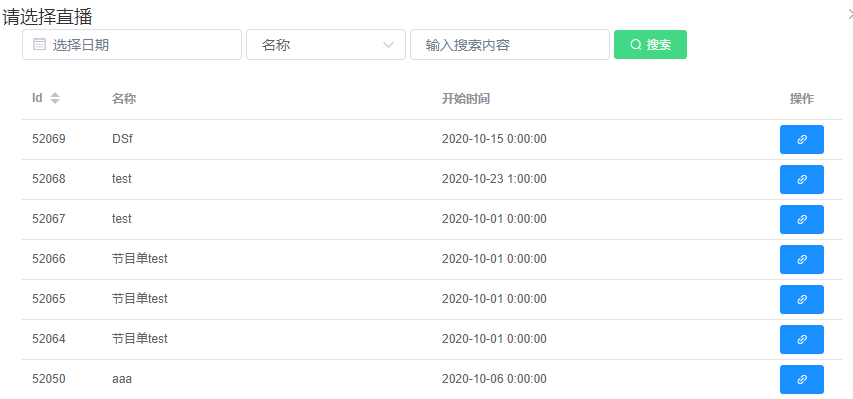 请选择直播
选择日期 名称 输入搜索内容 搜索
Id 名称 开始时间 操作
52069 DSf 2020-10-15 0:00:00
52068 test 2020-10-23 1:00:00
52067 test 2020-10-01 0:00:00
52066 节目单test 2020-10-01 0:00:00
52065 节目单test 2020-10-01 0:00:00
52064 节目单test 2020-10-01 0:00:00
52050 aaa 2020-10-06 0:00:00